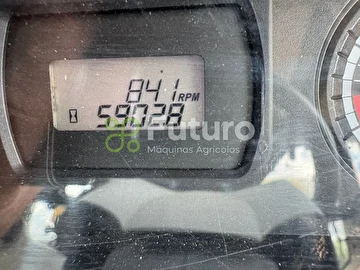 841 RPM
59028
Futuro
Máquinas Agrícolas